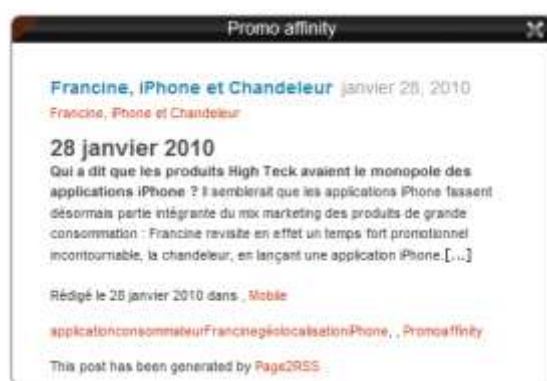 Promo affinity
Francine, iPhone et Chandeleur janvier 28, 2010
Francine, iPhone et Chandeleur
28 janvier 2010
Qui a dit que les produits High Teck avaient le monopole des
applications iPhone ? Il semblerait que les applications iPhone fassent
désormais partie intégrante du mix marketing des produits de grande
consommation : Francine revisite en effet un temps fort promotionnel
incontournable, la chandeleur, en lançant une application iPhone.[...]
Rédigé le 28 janvier 2010 dans , Mobile
applicationconsommateurFrancinegéolocalisationiPhone, , Promoaffinity
This post has been generated by Page2RSS